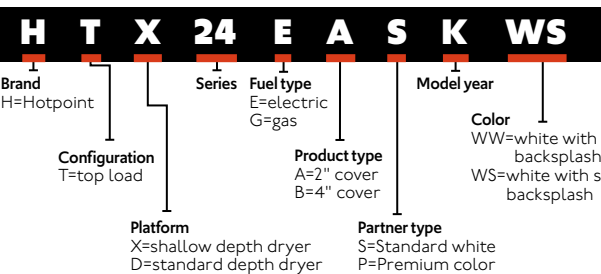 H T X 24 E A S K WS
Brand
H=Hotpoint
Series
Fuel type
E=electric
G=gas
Model year
Configuration
T=top load
Product type
A=2" cover
B=4" cover
Color
WW=white with
backsplash
WS=white with
backsplash
Platform
X=shallow depth dryer
D=standard depth dryer
Partner type
S=Standard white
P=Premium color